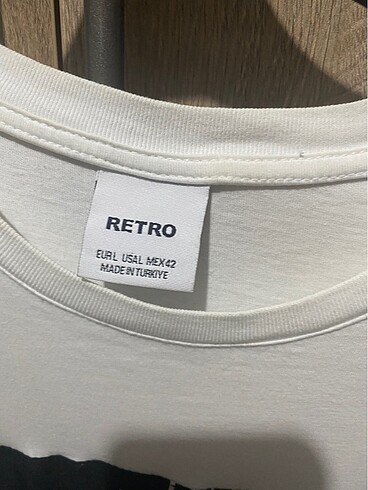 RETRO
EUR L USA L MEX 42
MADE IN TURKIYE